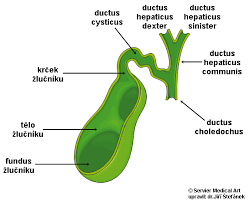 ductus
cysticus
ductus
hepaticus
dexter
ductus
hepaticus
sinister
ductus
hepaticus
communis
krček
žlučníku
ductus
choledochus
tělo
žlučníku
fundus
žlučníku
© Servier Medical Art
upravil dr.Jiří Štefánek